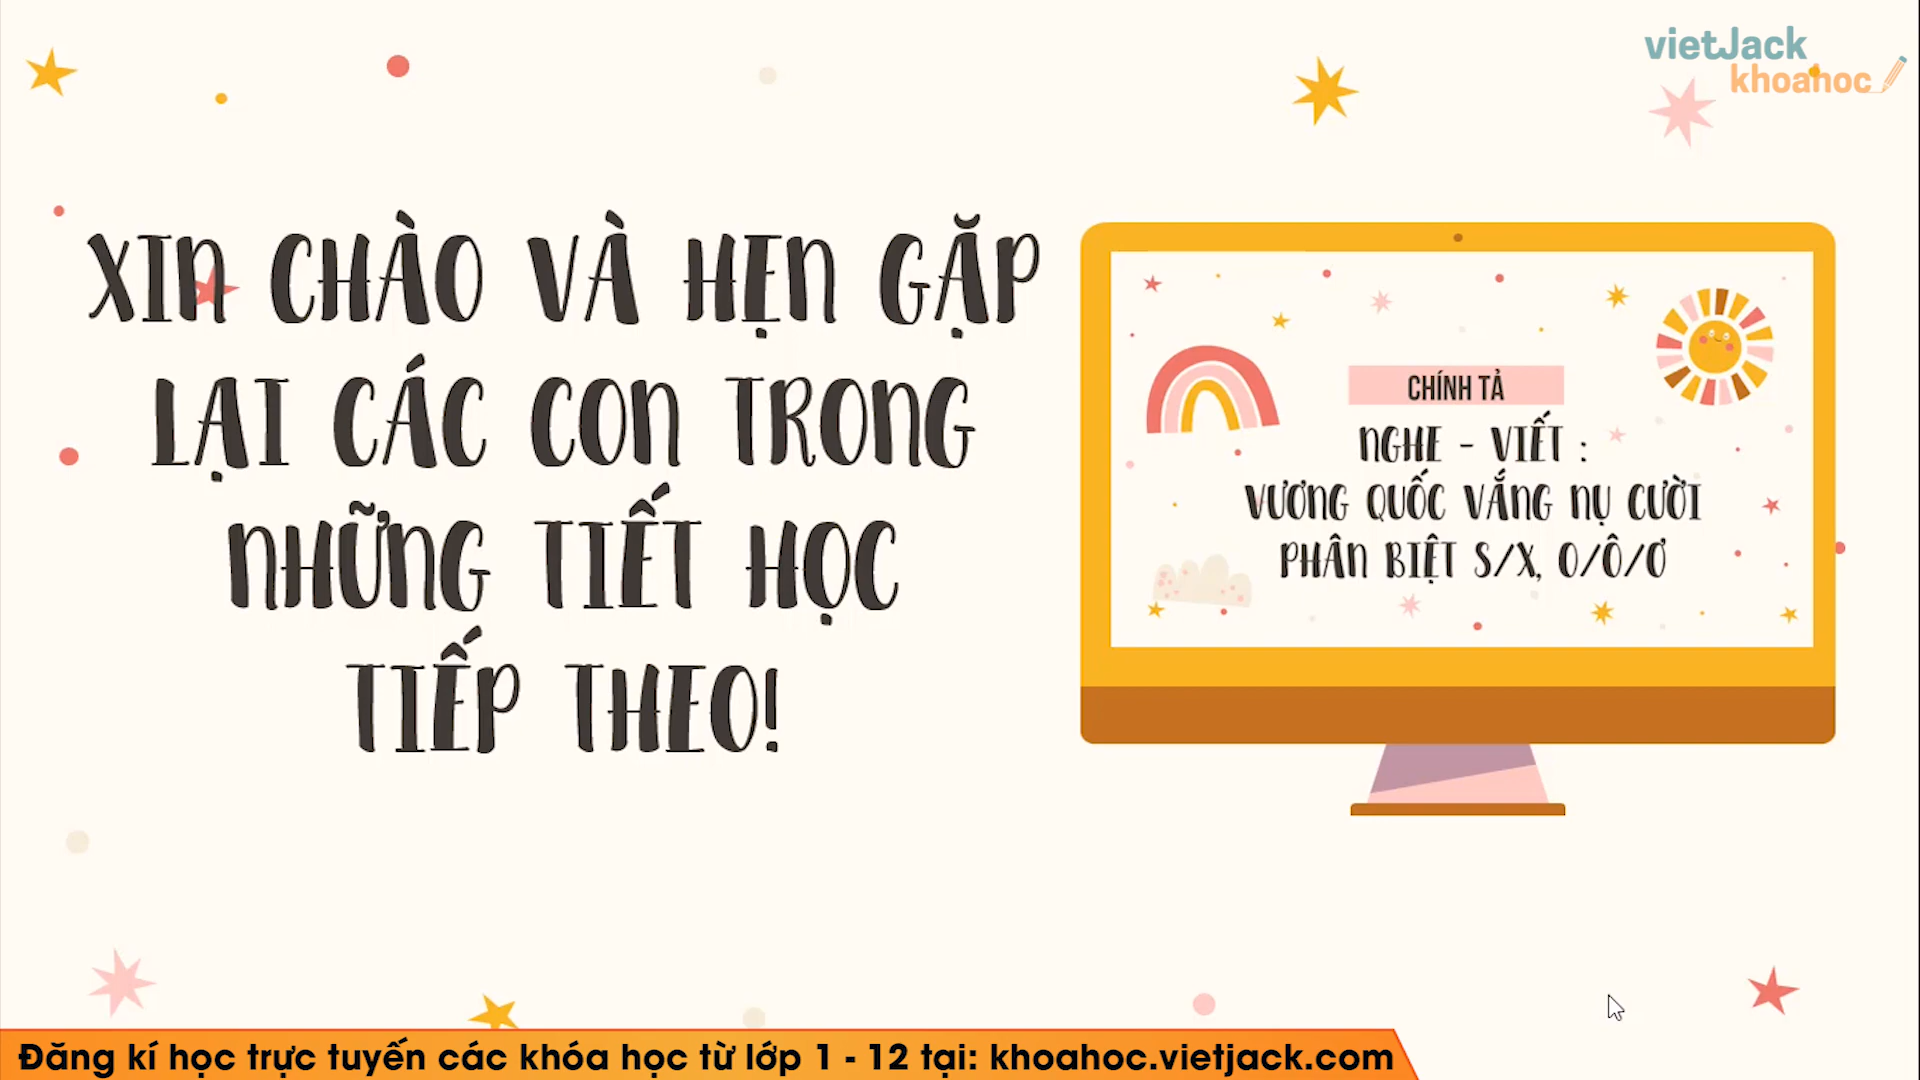 vietJack
khoahoc
XIN CHÀO VÀ HẸN GẶP
LẠI CÁC CON TRONG
NHỮNG TIẾT HỌC
TIẾP THEO!
CHÍNH TẢ
NGHE - VIẾT :
VƯƠNG QUỐC VẮNG NỤ CƯỜI
PHÂN BIỆT S/X, O/Ô/Ơ
Đăng kí học trực tuyến các khóa học từ lớp 1 - 12 tại: khoahoc.vietjack.com